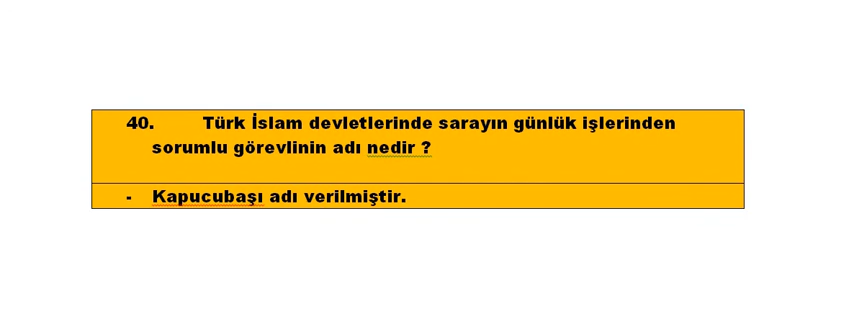 40. Türk İslam devletlerinde sarayın günlük işlerinden
sorumlu görevlinin adı nedir ?
- Kapucubaşı adı verilmiştir.